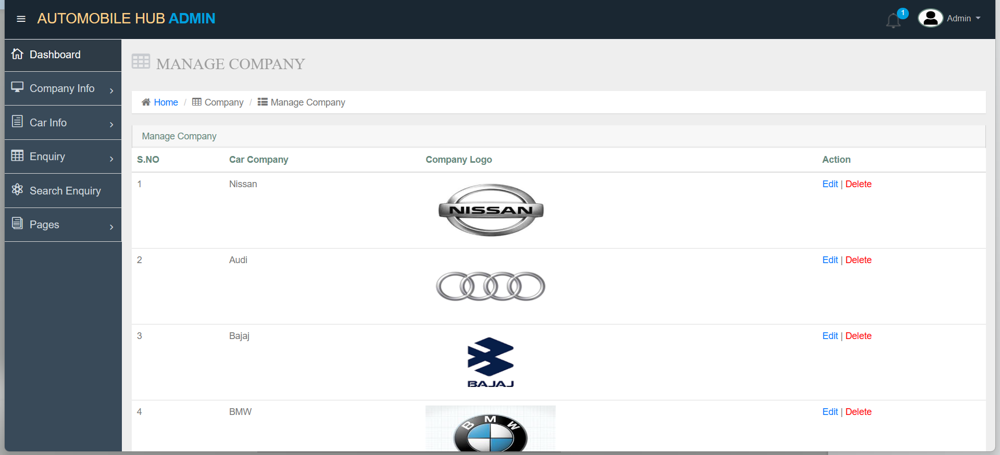 AUTOMOBILE HUB ADMIN
1
Admin
Dashboard
Company Info
Car Info
Enquiry
Search Enquiry
Pages
MANAGE COMPANY
Home / Company / Manage Company
Manage Company
S.NO Car Company Company Logo Action
1 Nissan NISSAN Edit | Delete
2 Audi Edit | Delete
3 Bajaj Edit | Delete
BAJAJ
4 BMW Edit | Delete
BMW